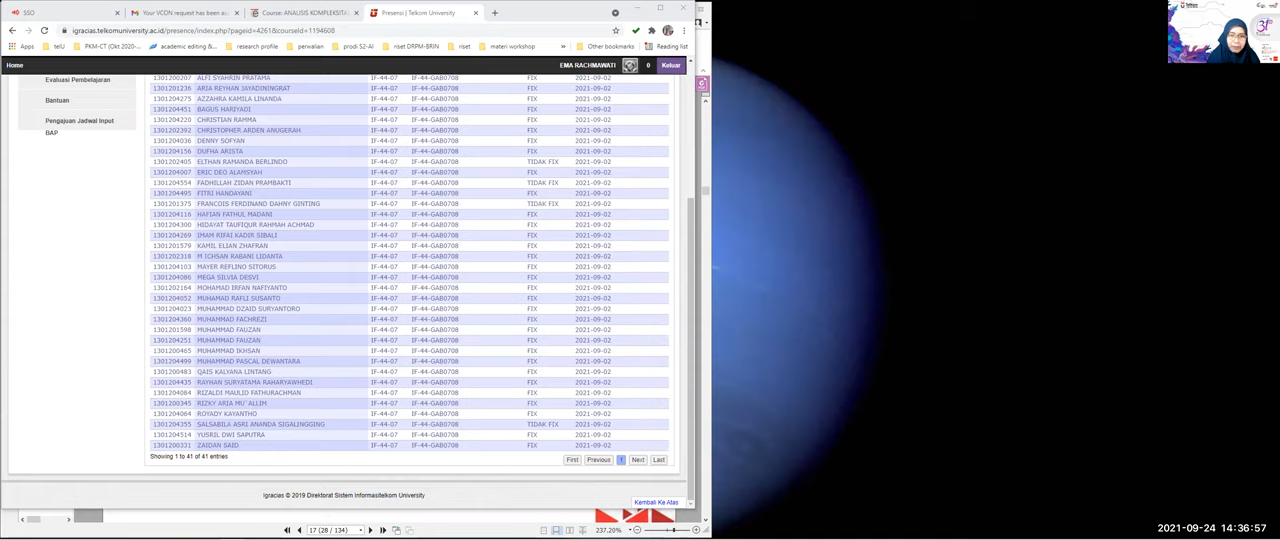 SSO
Your VCON request has been as
Course: ANALISIS KOMPLEKSITA
Presensi | Telkom University
igracias.telkomuniversity.ac.id/presence/index.php?pageid=4261&courseid=1194608
Apps telU PKM-CT (Okt 2020-... academic editing &... research profile perwalian prodi S2-AI riset DRPM-BRIN riset materi workshop » Other bookmarks Reading list
Home EMA RACHMAWATI 0 Keluar
Evaluasi Pembelajaran
Bantuan
Pengajuan Jadwal Input
BAP
1301200207 ALFI SYAHRIN PRATAMA IF-44-07 IF-44-GAB0708 FIX 2021-09-02
1301201236 ARIA REYHAN JAYADININGRAT IF-44-07 IF-44-GAB0708 FIX 2021-09-02
1301204275 AZZAHRA KAMILA LINANDA IF-44-07 IF-44-GAB0708 FIX 2021-09-02
1301204451 BAGUS HARIYADI IF-44-07 IF-44-GAB0708 FIX 2021-09-02
1301204220 CHRISTIAN RAMMA IF-44-07 IF-44-GAB0708 FIX 2021-09-02
1301202392 CHRISTOPHER ARDEN ANUGERAH IF-44-07 IF-44-GAB0708 FIX 2021-09-02
1301204036 DENNY SOFYAN IF-44-07 IF-44-GAB0708 FIX 2021-09-02
1301204156 DUFHA ARISTA IF-44-07 IF-44-GAB0708 FIX 2021-09-02
1301202405 ELTHAN RAMANDA BERLINDO IF-44-07 IF-44-GAB0708 TIDAK FIX 2021-09-02
1301204007 ERIC DEO ALAMSYAH IF-44-07 IF-44-GAB0708 FIX 2021-09-02
1301204554 FADHILLAH ZIDAN PRAMBAKTI IF-44-07 IF-44-GAB0708 TIDAK FIX 2021-09-02
1301204495 FITRI HANDAYANI IF-44-07 IF-44-GAB0708 FIX 2021-09-02
1301201375 FRANCOIS FERDINAND DAHNY GINTING IF-44-07 IF-44-GAB0708 TIDAK FIX 2021-09-02
1301204116 HAFIAN FATHUL MADANI IF-44-07 IF-44-GAB0708 FIX 2021-09-02
1301204300 HIDAYAT TAUFIQUR RAHMAH ACHMAD IF-44-07 IF-44-GAB0708 FIX 2021-09-02
1301204269 IMAM RIFAI KADIR SIBALI IF-44-07 IF-44-GAB0708 FIX 2021-09-02
1301201579 KAMIL ELIAN ZHAFRAN IF-44-07 IF-44-GAB0708 FIX 2021-09-02
1301202318 M ICHSAN RABANI LIDANTA IF-44-07 IF-44-GAB0708 FIX 2021-09-02
1301204103 MAYER REFLINO SITORUS IF-44-07 IF-44-GAB0708 FIX 2021-09-02
1301204086 MEGA SILVIA DESVI IF-44-07 IF-44-GAB0708 FIX 2021-09-02
1301202164 MOHAMAD IRFAN NAFIYANTO IF-44-07 IF-44-GAB0708 FIX 2021-09-02
1301204052 MUHAMAD RAFLI SUSANTO IF-44-07 IF-44-GAB0708 FIX 2021-09-02
1301204023 MUHAMMAD DZAID SURYANTORO IF-44-07 IF-44-GAB0708 FIX 2021-09-02
1301204360 MUHAMMAD FACHREZI IF-44-07 IF-44-GAB0708 FIX 2021-09-02
1301201598 MUHAMMAD FAUZAN IF-44-07 IF-44-GAB0708 FIX 2021-09-02
1301204251 MUHAMMAD FAUZAN IF-44-07 IF-44-GAB0708 FIX 2021-09-02
1301200465 MUHAMMAD IKHSAN IF-44-07 IF-44-GAB0708 FIX 2021-09-02
1301204499 MUHAMMAD PASCAL DEWANTARA IF-44-07 IF-44-GAB0708 FIX 2021-09-02
1301200483 QAIS KALYANA LINTANG IF-44-07 IF-44-GAB0708 FIX 2021-09-02
1301204435 RAYHAN SURYATAMA RAHARYAWHEDI IF-44-07 IF-44-GAB0708 FIX 2021-09-02
1301204084 RIZALDI MAULID FATHURACHMAN IF-44-07 IF-44-GAB0708 FIX 2021-09-02
1301200345 RIZKY ARIA MU`ALLIM IF-44-07 IF-44-GAB0708 FIX 2021-09-02
1301204064 ROYADY KAYANTHO IF-44-07 IF-44-GAB0708 FIX 2021-09-02
1301204355 SALSABILA ASRI ANANDA SIGALINGGING IF-44-07 IF-44-GAB0708 TIDAK FIX 2021-09-02
1301204514 YUSRIL DWI SAPUTRA IF-44-07 IF-44-GAB0708 FIX 2021-09-02
1301200331 ZAIDAN SAID IF-44-07 IF-44-GAB0708 FIX 2021-09-02
Showing 1 to 41 of 41 entries
First Previous 1 Next Last
Igracias © 2019 Direktorat Sistem Informasitelkom University
Kembali Ke Atas
17 (28 / 134)
237.20%
2021-09-24 14:36:57